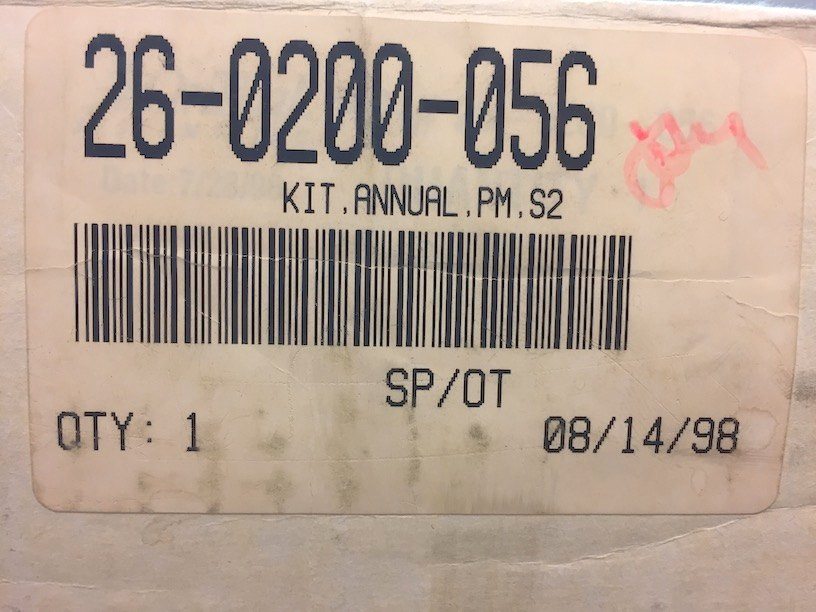 26-0200-056
KIT,ANNUAL,PM,S2
SP/OT
QTY: 1
08/14/98